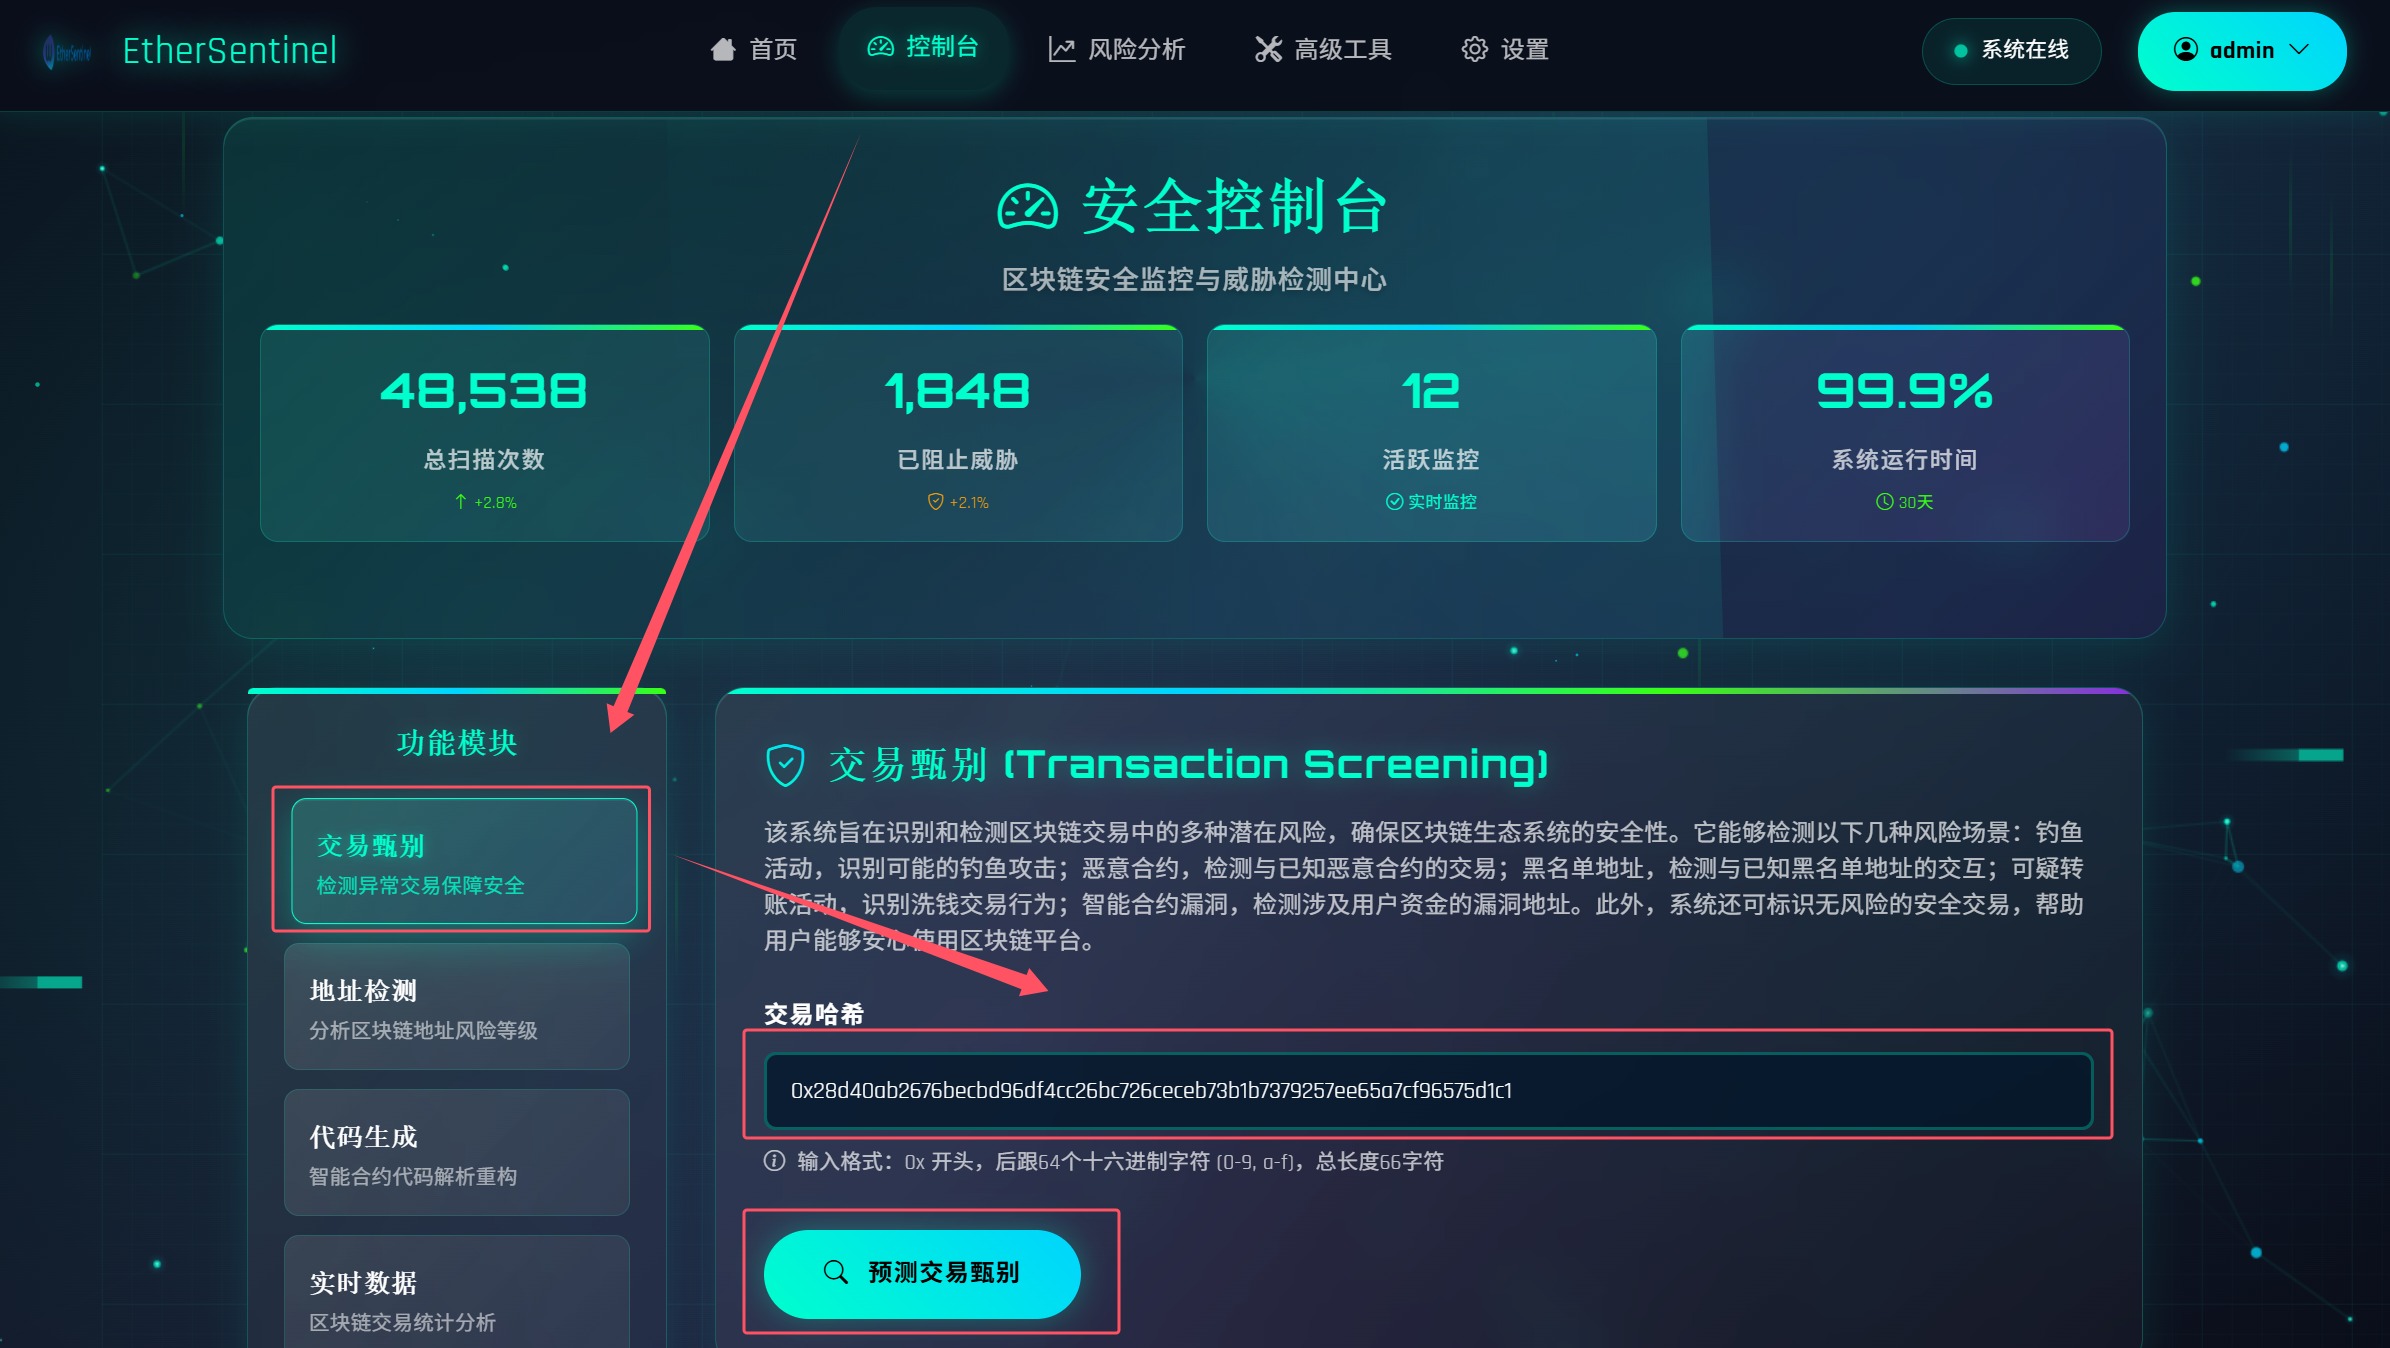 EtherSentinel
EtherSentinel
首页
控制台
风险分析
高级工具
设置
系统在线
admin
安全控制台
区块链安全监控与威胁检测中心
48,538
总扫描次数
+2.8%
1,848
已阻止威胁
+2.1%
12
活跃监控
实时监控
99.9%
系统运行时间
30天
功能模块
交易甄别
检测异常交易保障安全
地址检测
分析区块链地址风险等级
代码生成
智能合约代码解析重构
实时数据
区块链交易统计分析
交易甄别 (Transaction Screening)
该系统旨在识别和检测区块链交易中的多种潜在风险，确保区块链生态系统的安全性。它能够检测以下几种风险场景：钓鱼
活动，识别可能的钓鱼攻击；恶意合约，检测与已知恶意合约的交易；黑名单地址，检测与已知黑名单地址的交互；可疑转
账活动，识别洗钱交易行为；智能合约漏洞，检测涉及用户资金的漏洞地址。此外，系统还可标识无风险的安全交易，帮助
用户能够安心使用区块链平台。
交易哈希
0x28d40ab2676becbd96df4cc26bc726ceceb73b1b7379257ee65a7cf96575d1c1
输入格式：0x 开头，后跟64个十六进制字符 (0-9, a-f)，总长度66字符
预测交易甄别